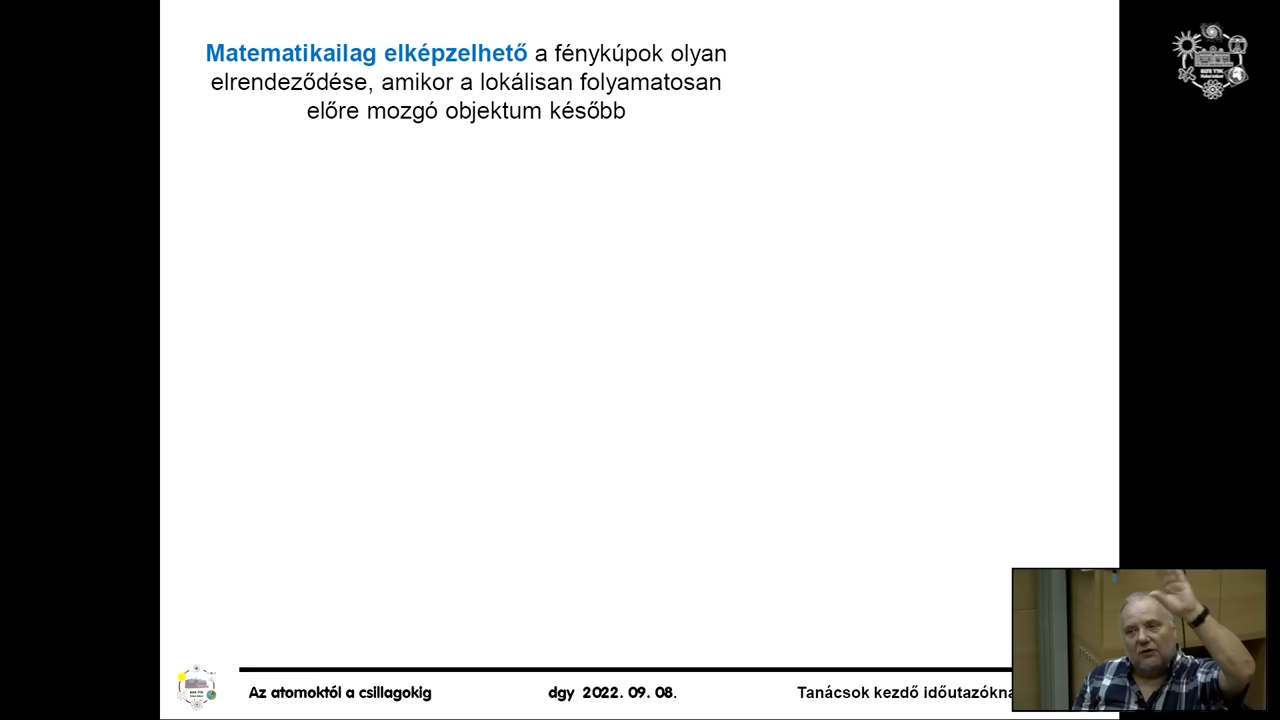 Matematikailag elképzelhető a fénykúpok olyan
elrendeződése, amikor a lokálisan folyamatosan
előre mozgó objektum később
Az atomoktól a csillagokig
dgy 2022. 09. 08.
Tanácsok kezdő időutazókna